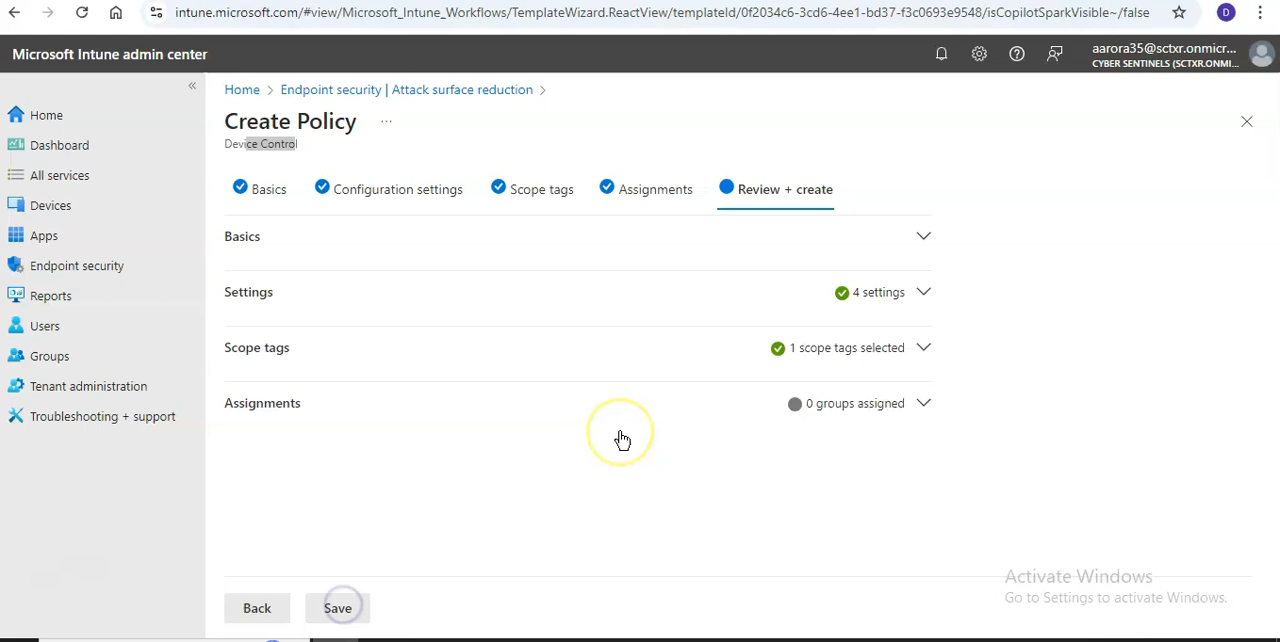 intune.microsoft.com/#view/Microsoft_Intune_Workflows/TemplateWizard.ReactView/templateId/0f2034c6-3cd6-4ee1-bd37-f3c0693e9548/isCopilotSparkVisible~/false
D
Microsoft Intune admin center
aarora35@sctxr.onmicr...
CYBER SENTINELS (SCTXR.ONMI...
«
Home
Dashboard
All services
Devices
Apps
Endpoint security
Reports
Users
Groups
Tenant administration
Troubleshooting + support
Home > Endpoint security | Attack surface reduction >
Create Policy ...
Device Control
Basics Configuration settings Scope tags Assignments Review + create
Basics
Settings 4 settings
Scope tags 1 scope tags selected
Assignments 0 groups assigned
Back Save
Activate Windows
Go to Settings to activate Windows.